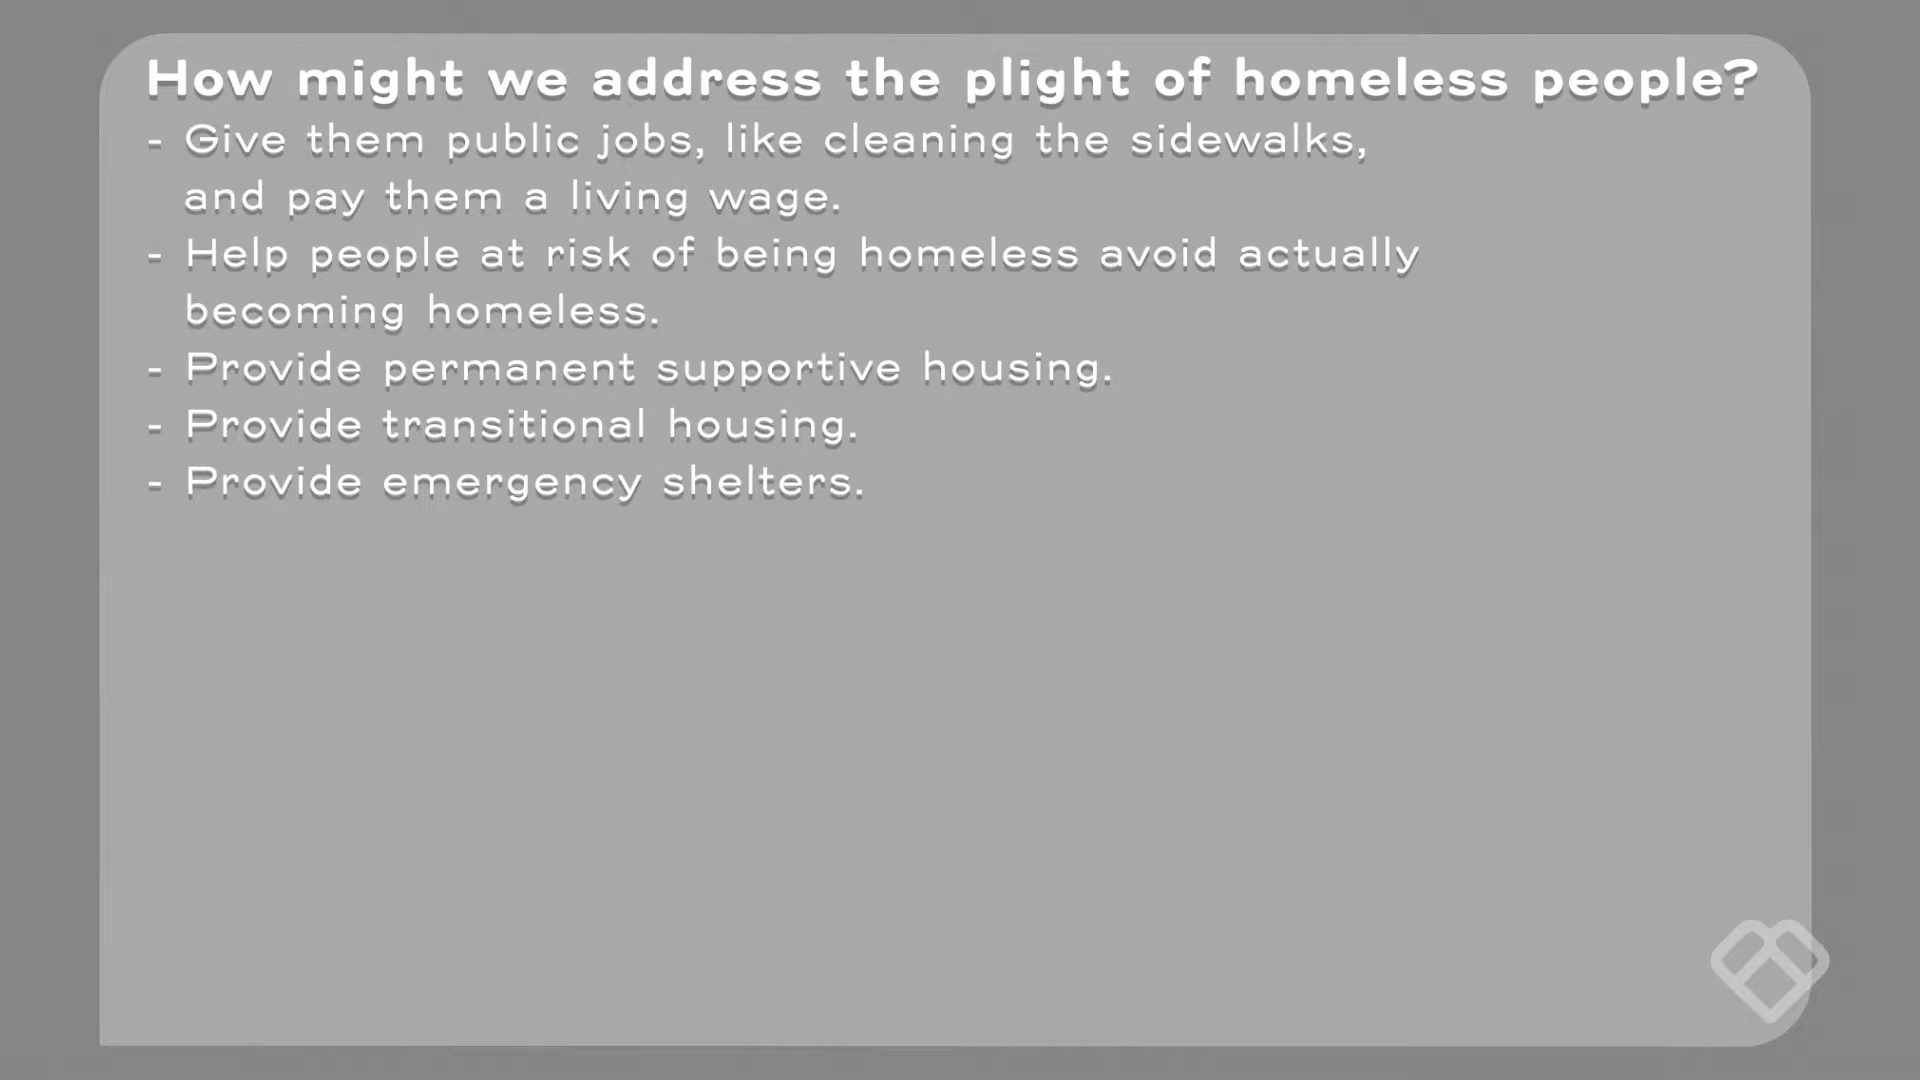 How might we address the plight of homeless people?
- Give them public jobs, like cleaning the sidewalks,
and pay them a living wage.
- Help people at risk of being homeless avoid actually
becoming homeless.
- Provide permanent supportive housing.
- Provide transitional housing.
- Provide emergency shelters.